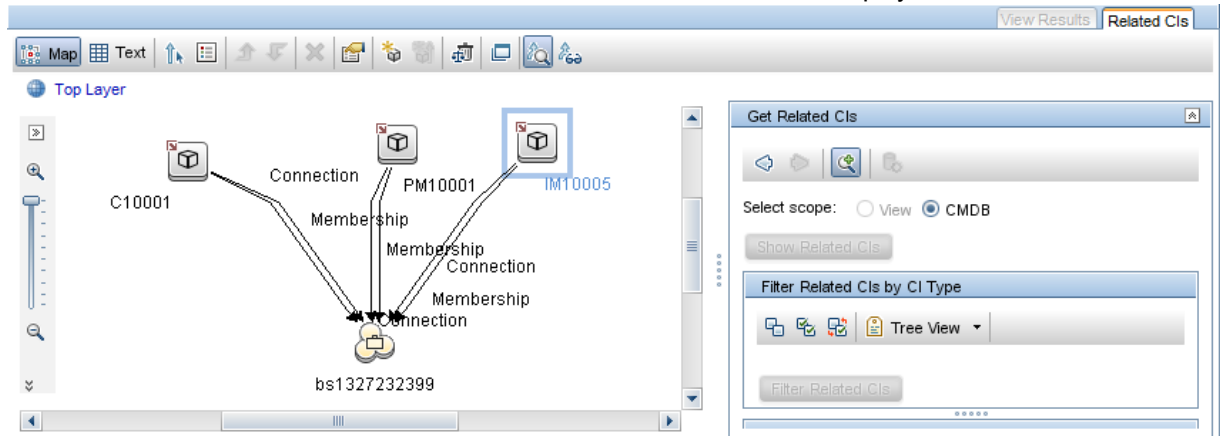 View Results
Related CIs
Map
Text
Top Layer
Get Related CIs
Connection
PM10001
IM10005
C10001
Membership
Select scope:
View
CMDB
Membership
Connection
Show Related CIs
Membership
Filter Related CIs by CI Type
Connection
Tree View
bs1327232399
Filter Related CIs